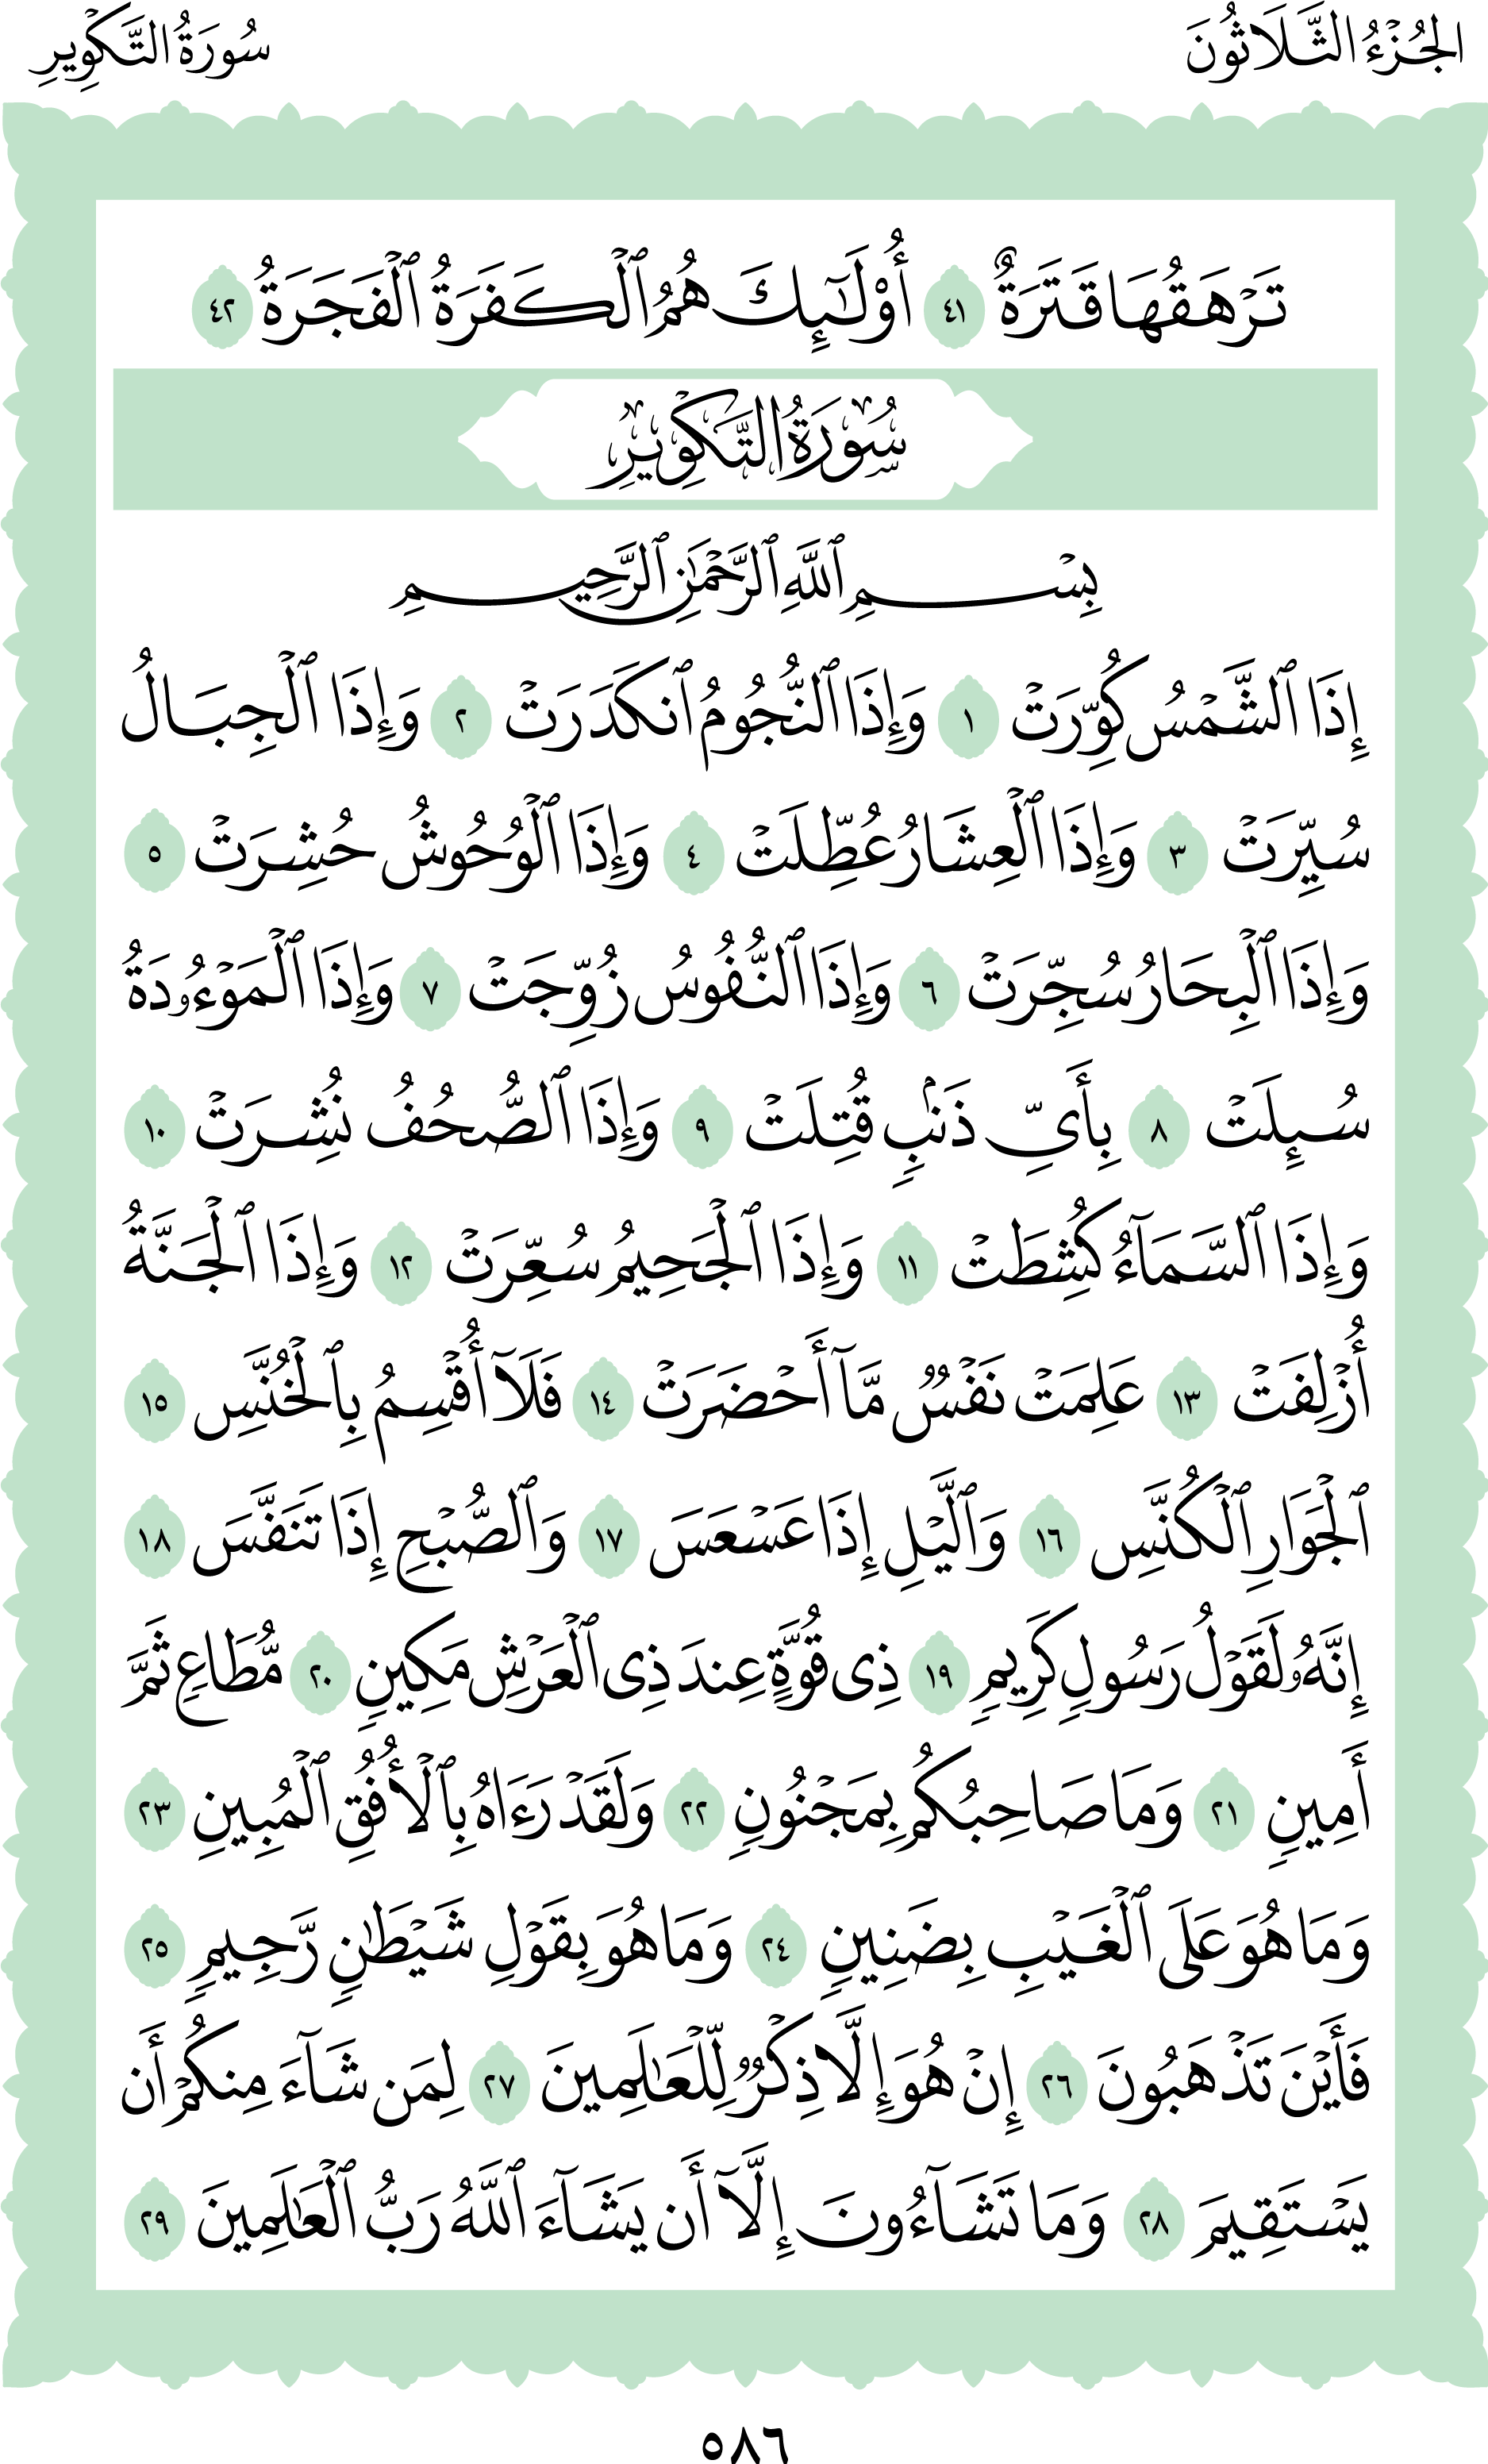 الجُزْءُ الثَّلَاثُونَ
سُورَةُ التَّكْوِيرِ
تَرْهَقُهَا قَتَرَةٌ ٤١ أُوْلَٰٓئِكَ هُمُ ٱلْكَفَرَةُ ٱلْفَجَرَةُ ٤٢
سُورَةُ التَّكْوِيرِ
بِسْمِ ٱللَّهِ ٱلرَّحْمَٰنِ ٱلرَّحِيمِ
إِذَا ٱلشَّمْسُ كُوِّرَتْ ١ وَإِذَا ٱلنُّجُومُ ٱنكَدَرَتْ ٢ وَإِذَا ٱلْجِبَالُ
سُيِّرَتْ ٣ وَإِذَا ٱلْعِشَارُ عُطِّلَتْ ٤ وَإِذَا ٱلْوُحُوشُ حُشِرَتْ ٥
وَإِذَا ٱلْبِحَارُ سُجِّرَتْ ٦ وَإِذَا ٱلنُّفُوسُ زُوِّجَتْ ٧ وَإِذَا ٱلْمَوْءُۥدَةُ
سُئِلَتْ ٨ بِأَىِّ ذَنۢبٍ قُتِلَتْ ٩ وَإِذَا ٱلصُّحُفُ نُشِرَتْ ١٠
وَإِذَا ٱلسَّمَآءُ كُشِطَتْ ١١ وَإِذَا ٱلْجَحِيمُ سُعِّرَتْ ١٢ وَإِذَا ٱلْجَنَّةُ
أُزْلِفَتْ ١٣ عَلِمَتْ نَفْسٌ مَّآ أَحْضَرَتْ ١٤ فَلَآ أُقْسِمُ بِٱلْخُنَّسِ ١٥
ٱلْجَوَارِ ٱلْكُنَّسِ ١٦ وَٱلَّيْلِ إِذَا عَسْعَسَ ١٧ وَٱلصُّبْحِ إِذَا تَنَفَّسَ ١٨
إِنَّهُۥ لَقَوْلُ رَسُولٍ كَرِيمٍ ١٩ ذِى قُوَّةٍ عِندَ ذِى ٱلْعَرْشِ مَكِينٍ ٢٠ مُّطَاعٍ ثَمَّ
أَمِينٍ ٢١ وَمَا صَاحِبُكُم بِمَجْنُونٍ ٢٢ وَلَقَدْ رَءَاهُ بِٱلْأُفُقِ ٱلْمُبِينِ ٢٣
وَمَا هُوَ عَلَى ٱلْغَيْبِ بِضَنِينٍ ٢٤ وَمَا هُوَ بِقَوْلِ شَيْطَٰنٍ رَّجِيمٍ ٢٥
فَأَيْنَ تَذْهَبُونَ ٢٦ إِنْ هُوَ إِلَّا ذِكْرٌ لِّلْعَٰلَمِينَ ٢٧ لِمَن شَآءَ مِنكُمْ أَن
يَسْتَقِيمَ ٢٨ وَمَا تَشَآءُونَ إِلَّآ أَن يَشَآءَ ٱللَّهُ رَبُّ ٱلْعَٰلَمِينَ ٢٩
٥٨٦